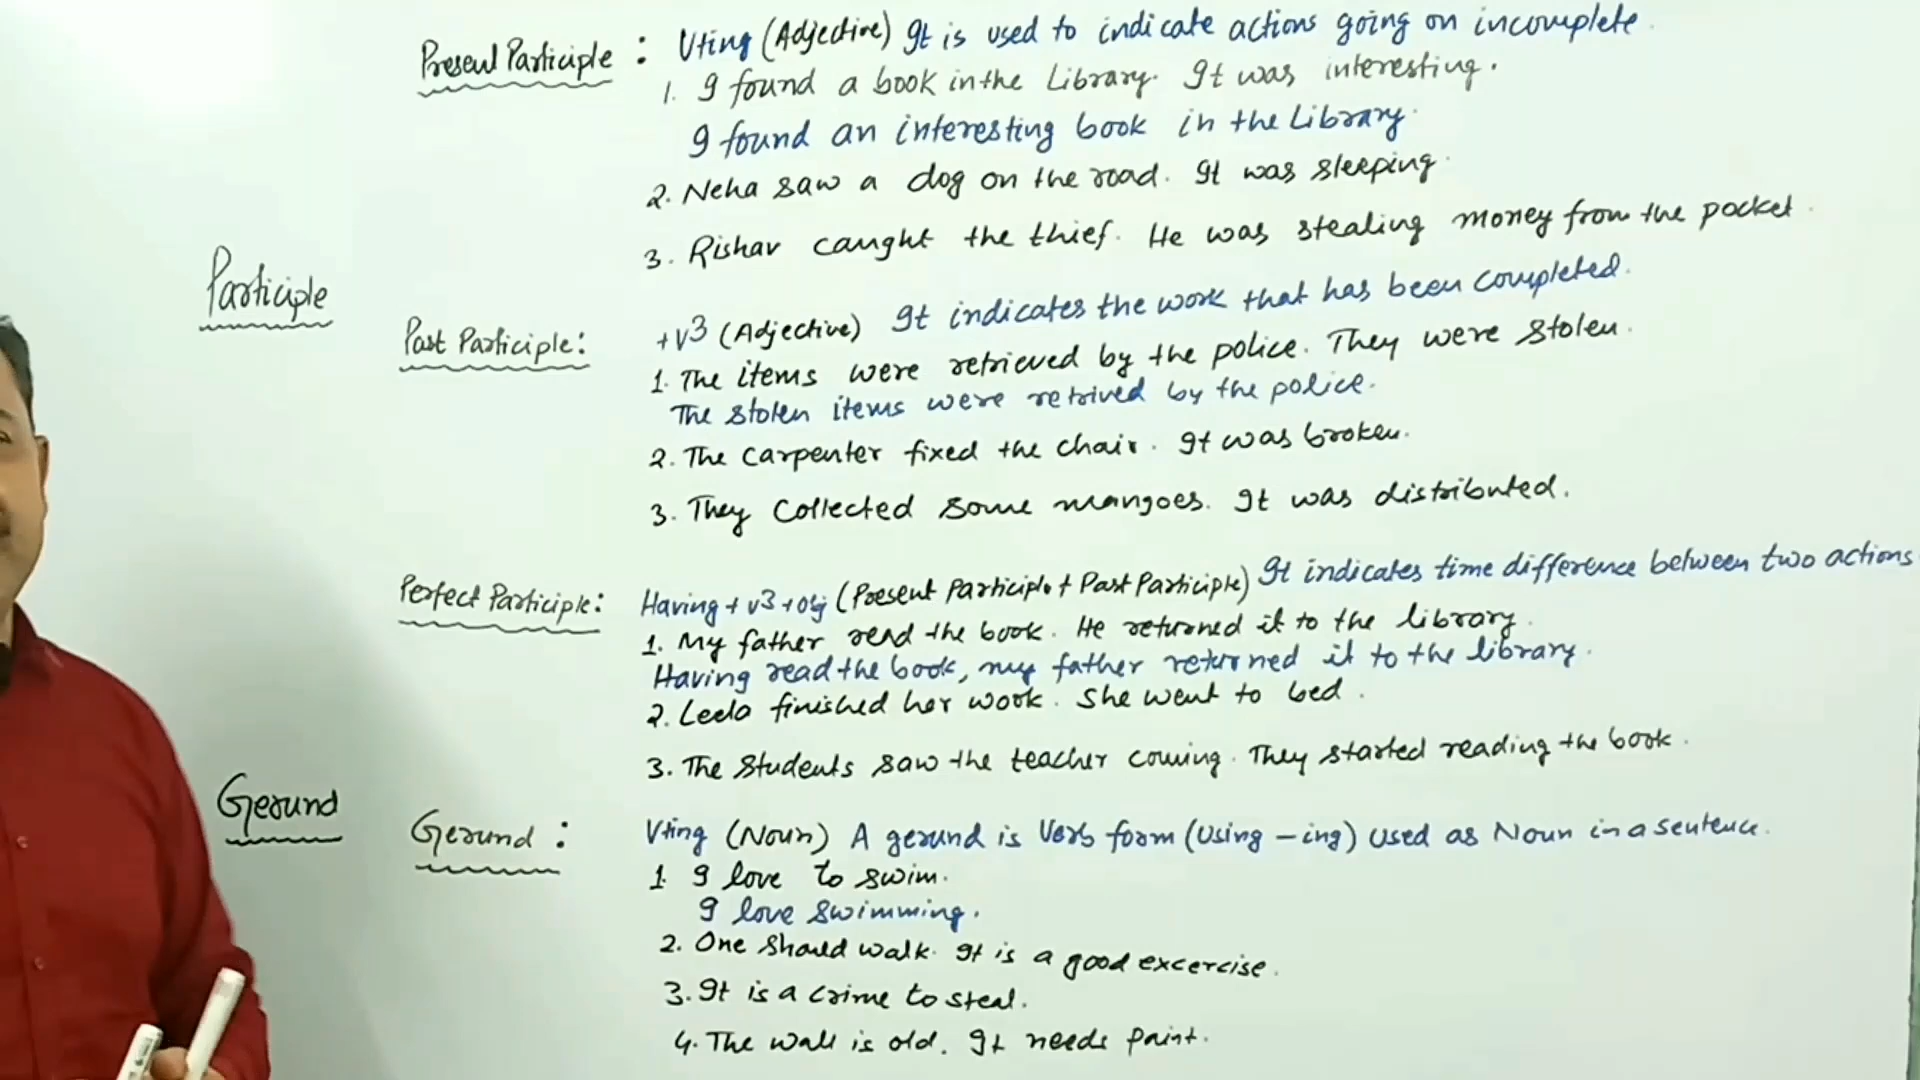 Present Participle : V+ing (Adjective) It is used to indicate actions going on incomplete.
1. I found a book in the Library. It was interesting.
I found an interesting book in the Library.
2. Neha saw a dog on the road. It was sleeping.
3. Rishav caught the thief. He was stealing money from the pocket.
Participle
Past Participle: +V3 (Adjective) It indicates the work that has been completed.
1. The items were retrieved by the police. They were stolen.
The stolen items were retrived by the police.
2. The carpenter fixed the chair. It was broken.
3. They Collected some mangoes. It was distributed.
Perfect Participle: Having + v3 + obj (Present Participle + Past Participle) It indicates time difference between two actions
1. My father read the book. He returned it to the library.
Having read the book, my father returned it to the library.
2. Leela finished her work. She went to bed.
3. The Students saw the teacher coming. They started reading the book.
Gerund
Gerund : V+ing (Noun) A gerund is Verb form (Using -ing) used as Noun in a sentence.
1. I love to swim.
I love swimming.
2. One should walk. It is a good excercise.
3. It is a crime to steal.
4. The wall is old. It needs paint.